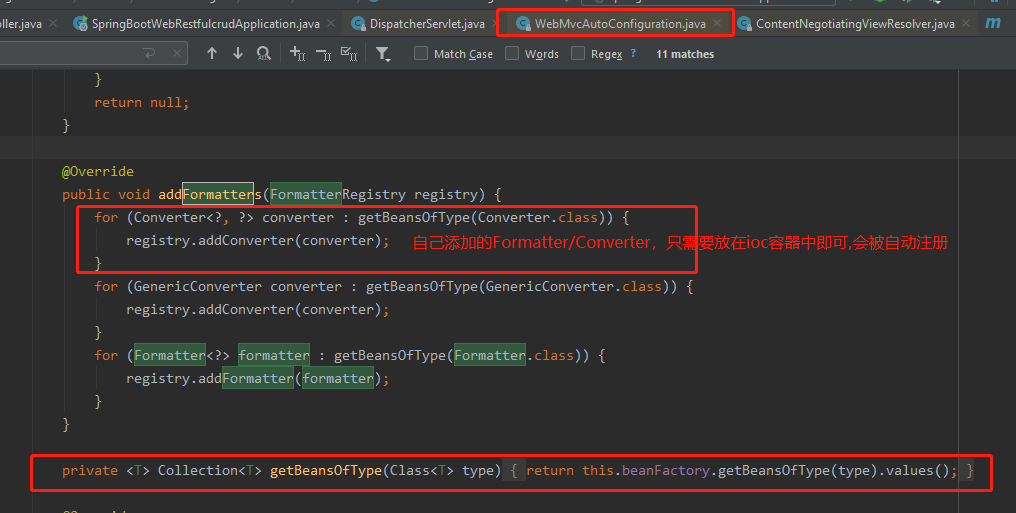 oller.java
SpringBootWebRestfulcrudApplication.java
DispatcherServlet.java
WebMvcAutoConfiguration.java
ContentNegotiatingViewResolver.java
m
Match Case
Words
Regex ?
11 matches
}
return null;
}
@Override
public void addFormatters(FormatterRegistry registry) {
for (Converter<?, ?> converter : getBeansOfType(Converter.class)) {
registry.addConverter(converter);
自己添加的Formatter/Converter，只需要放在ioc容器中即可,会被自动注册
}
for (GenericConverter converter : getBeansOfType(GenericConverter.class)) {
registry.addConverter(converter);
}
for (Formatter<?> formatter : getBeansOfType(Formatter.class)) {
registry.addFormatter(formatter);
}
}
private <T> Collection<T> getBeansOfType(Class<T> type) { return this.beanFactory.getBeansOfType(type).values(); }